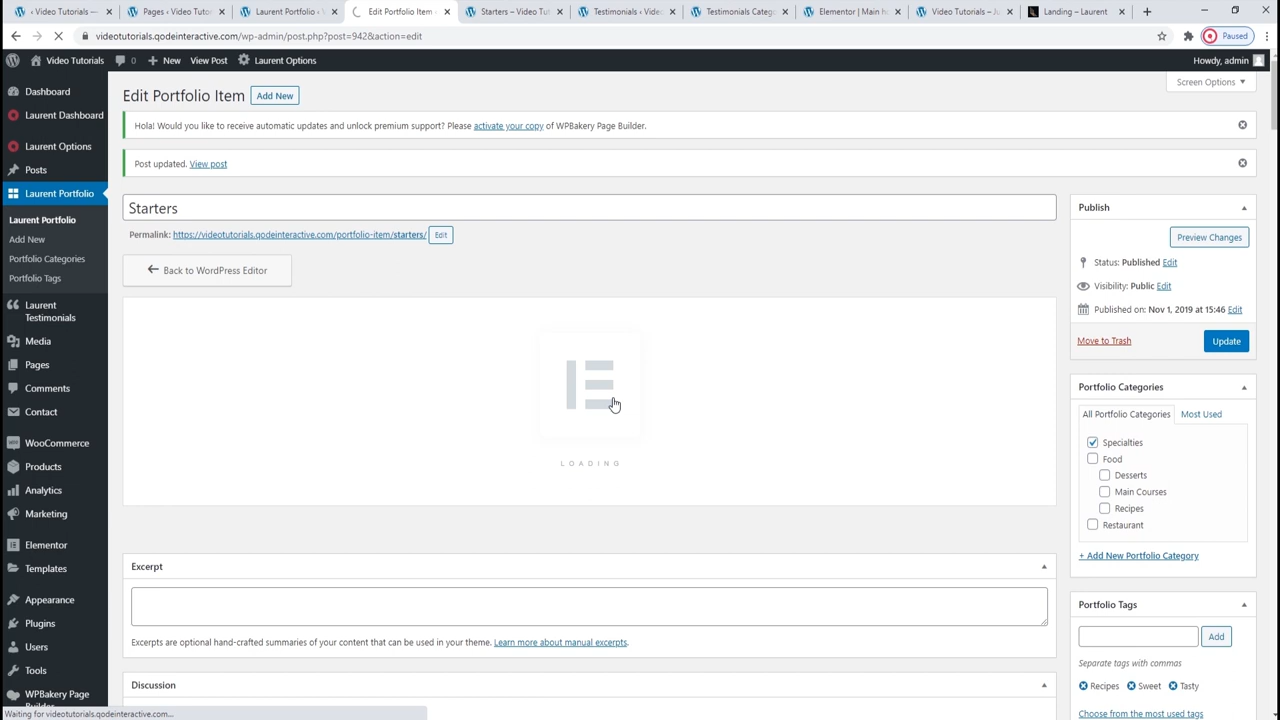 ‹ Video Tutorials —
Pages ‹ Video Tutor
Laurent Portfolio ‹ V
Edit Portfolio Item ‹
Starters – Video Tut
Testimonials ‹ Video
Testimonials Categ
Elementor | Main h
Video Tutorials – Ju
Landing – Laurent
videotutorials.qodeinteractive.com/wp-admin/post.php?post=942&action=edit
Paused
Video Tutorials
0
New
View Post
Laurent Options
Howdy, admin
Screen Options
Dashboard
Laurent Dashboard
Laurent Options
Posts
Laurent Portfolio
Laurent Portfolio
Add New
Portfolio Categories
Portfolio Tags
Laurent
Testimonials
Media
Pages
Comments
Contact
WooCommerce
Products
Analytics
Marketing
Elementor
Templates
Appearance
Plugins
Users
Tools
WPBakery Page
Edit Portfolio Item
Add New
Hola! Would you like to receive automatic updates and unlock premium support? Please activate your copy of WPBakery Page Builder.
Post updated. View post
Starters
Permalink: https://videotutorials.qodeinteractive.com/portfolio-item/starters/ Edit
Back to WordPress Editor
LOADING
Excerpt
Excerpts are optional hand-crafted summaries of your content that can be used in your theme. Learn more about manual excerpts.
Discussion
Publish
Preview Changes
Status: Published Edit
Visibility: Public Edit
Published on: Nov 1, 2019 at 15:46 Edit
Move to Trash
Update
Portfolio Categories
All Portfolio Categories
Most Used
Specialties
Food
Desserts
Main Courses
Recipes
Restaurant
+ Add New Portfolio Category
Portfolio Tags
Add
Separate tags with commas
Recipes
Sweet
Tasty
Choose from the most used tags
Waiting for videotutorials.qodeinteractive.com...